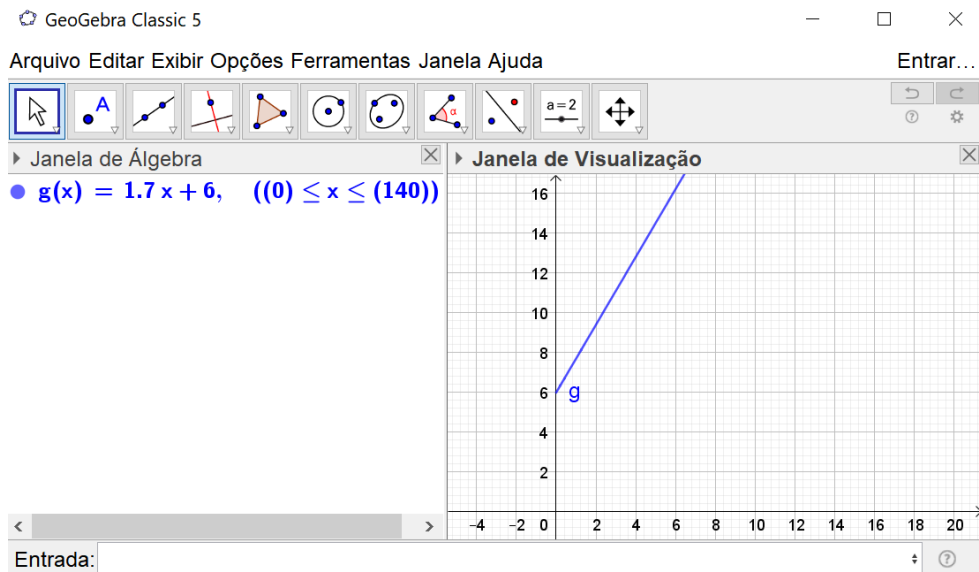 GeoGebra Classic 5
Arquivo Editar Exibir Opções Ferramentas Janela Ajuda Entrar...
A
α
a = 2
Janela de Álgebra
g(x) = 1.7 x + 6, ((0) ≤ x ≤ (140))
Janela de Visualização
16
14
12
10
8
6
4
2
g
-4 -2 0 2 4 6 8 10 12 14 16 18 20
Entrada: